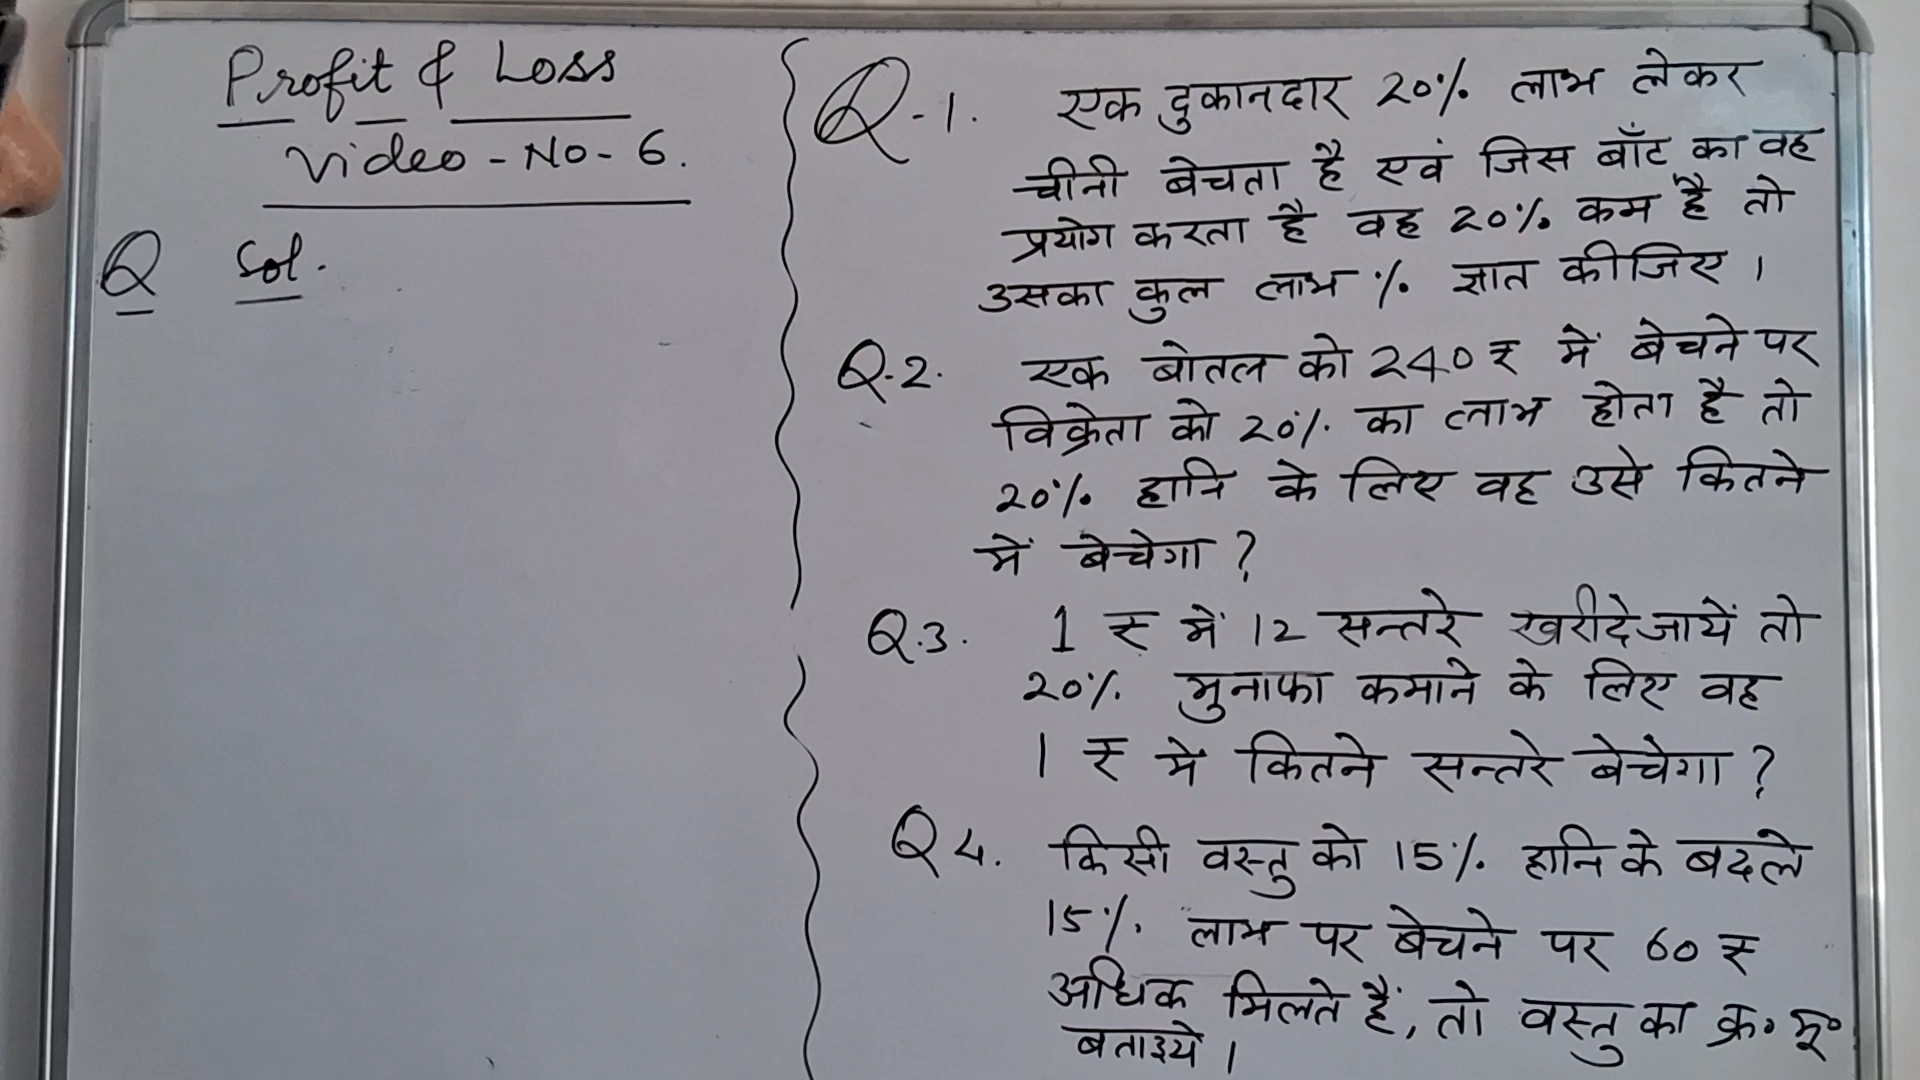 Profit & Loss
Video - No - 6.
Q Sol.
Q-1. एक दुकानदार 20% लाभ लेकर
चीनी बेचता है एवं जिस बाँट का वह
प्रयोग करता है वह 20% कम है तो
उसका कुल लाभ % ज्ञात कीजिए ।
Q.2. एक बोतल को 240 ₹ में बेचने पर
विक्रेता को 20% का लाभ होता है तो
20% हानि के लिए वह उसे कितने
में बेचेगा ?
Q.3. 1 ₹ में 12 सन्तरे खरीदे जायें तो
20% मुनाफा कमाने के लिए वह
1 ₹ में कितने सन्तरे बेचेगा ?
Q 4. किसी वस्तु को 15% हानि के बदले
15% लाभ पर बेचने पर 60 ₹
अधिक मिलते हैं, तो वस्तु का क्र० मू०
बताइये ।